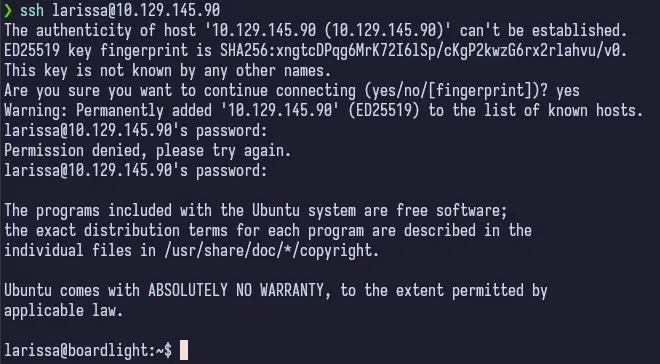 ❯ ssh larissa@10.129.145.90
The authenticity of host '10.129.145.90 (10.129.145.90)' can't be established.
ED25519 key fingerprint is SHA256:xngtcDPqg6MrK72I6lSp/cKgP2kwzG6rx2rlahvu/v0.
This key is not known by any other names.
Are you sure you want to continue connecting (yes/no/[fingerprint])? yes
Warning: Permanently added '10.129.145.90' (ED25519) to the list of known hosts.
larissa@10.129.145.90's password:
Permission denied, please try again.
larissa@10.129.145.90's password:
The programs included with the Ubuntu system are free software;
the exact distribution terms for each program are described in the
individual files in /usr/share/doc/*/copyright.
Ubuntu comes with ABSOLUTELY NO WARRANTY, to the extent permitted by
applicable law.
larissa@boardlight:~$